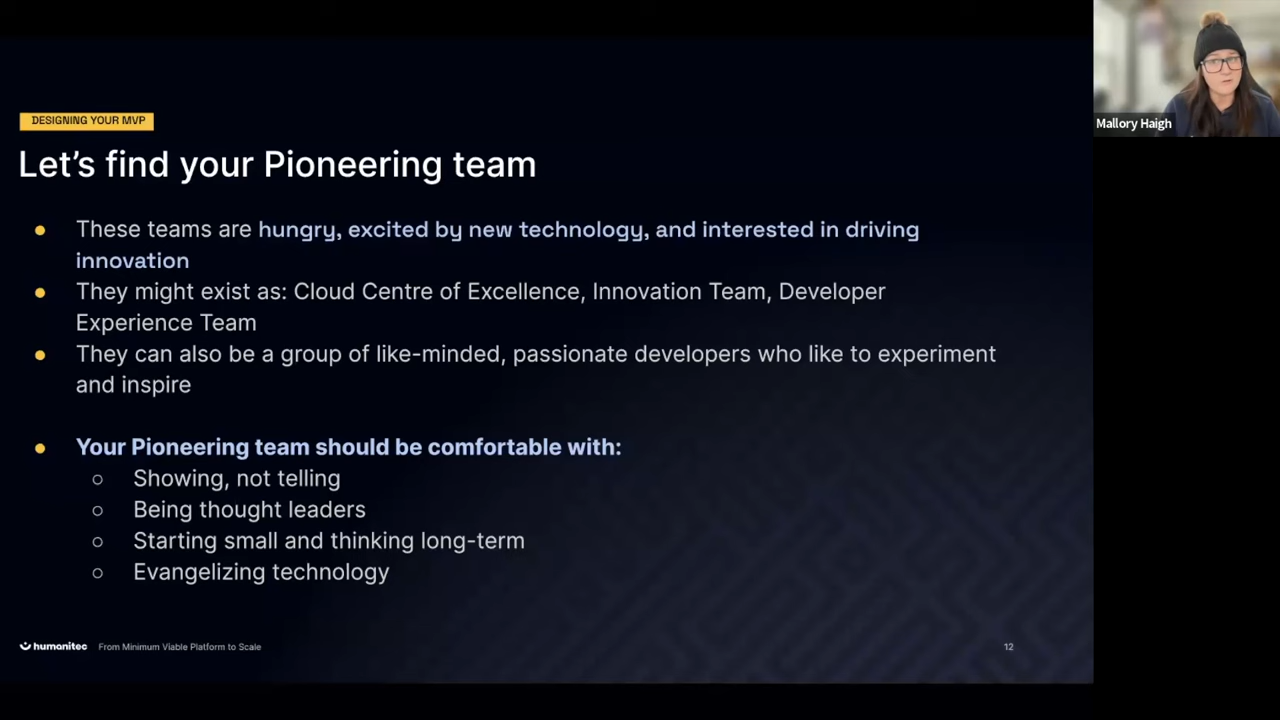 DESIGNING YOUR MVP
Let's find your Pioneering team
These teams are hungry, excited by new technology, and interested in driving
innovation
They might exist as: Cloud Centre of Excellence, Innovation Team, Developer
Experience Team
They can also be a group of like-minded, passionate developers who like to experiment
and inspire
Your Pioneering team should be comfortable with:
Showing, not telling
Being thought leaders
Starting small and thinking long-term
Evangelizing technology
humanitec From Minimum Viable Platform to Scale 12
Mallory Haigh